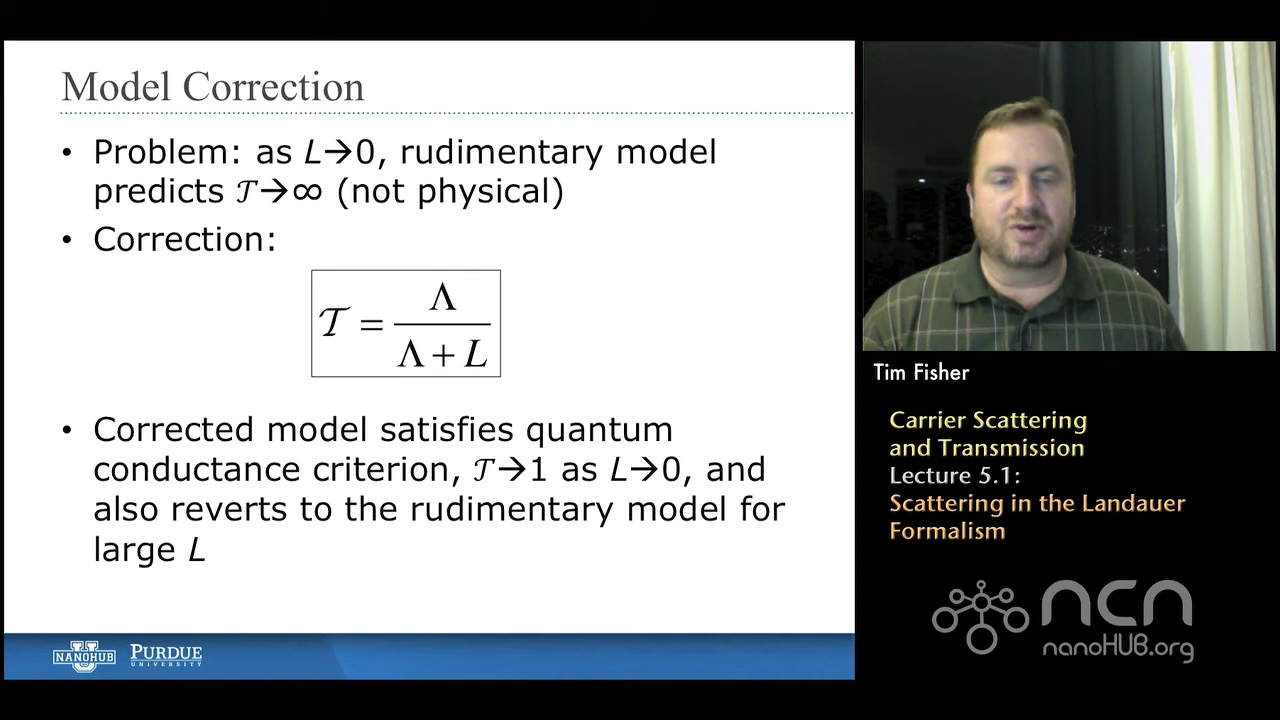 Model Correction
• Problem: as L→0, rudimentary model
predicts 𝒯→∞ (not physical)
• Correction:
𝒯 = Λ / (Λ + L)
• Corrected model satisfies quantum
conductance criterion, 𝒯→1 as L→0, and
also reverts to the rudimentary model for
large L
NANOHUB
U
PURDUE
UNIVERSITY
Tim Fisher
Carrier Scattering
and Transmission
Lecture 5.1:
Scattering in the Landauer
Formalism
ncn
nanoHUB.org